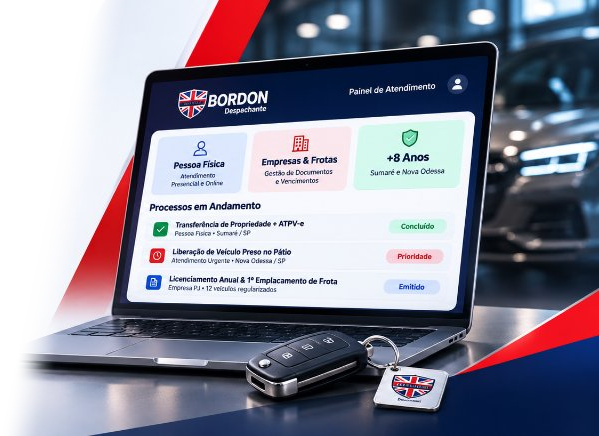 BORDON
Despachante
Painel de Atendimento
Pessoa Física
Atendimento
Presencial e Online
Empresas & Frotas
Gestão de Documentos
e Vencimentos
+8 Anos
Sumaré e Nova Odessa
Processos em Andamento
Transferência de Propriedade + ATPV-e
Pessoa Física • Sumaré / SP
Concluído
Liberação de Veículo Preso no Pátio
Atendimento Urgente • Nova Odessa / SP
Prioridade
Licenciamento Anual & 1º Emplacamento de Frota
Empresa PJ • 12 veículos regularizados
Emitido